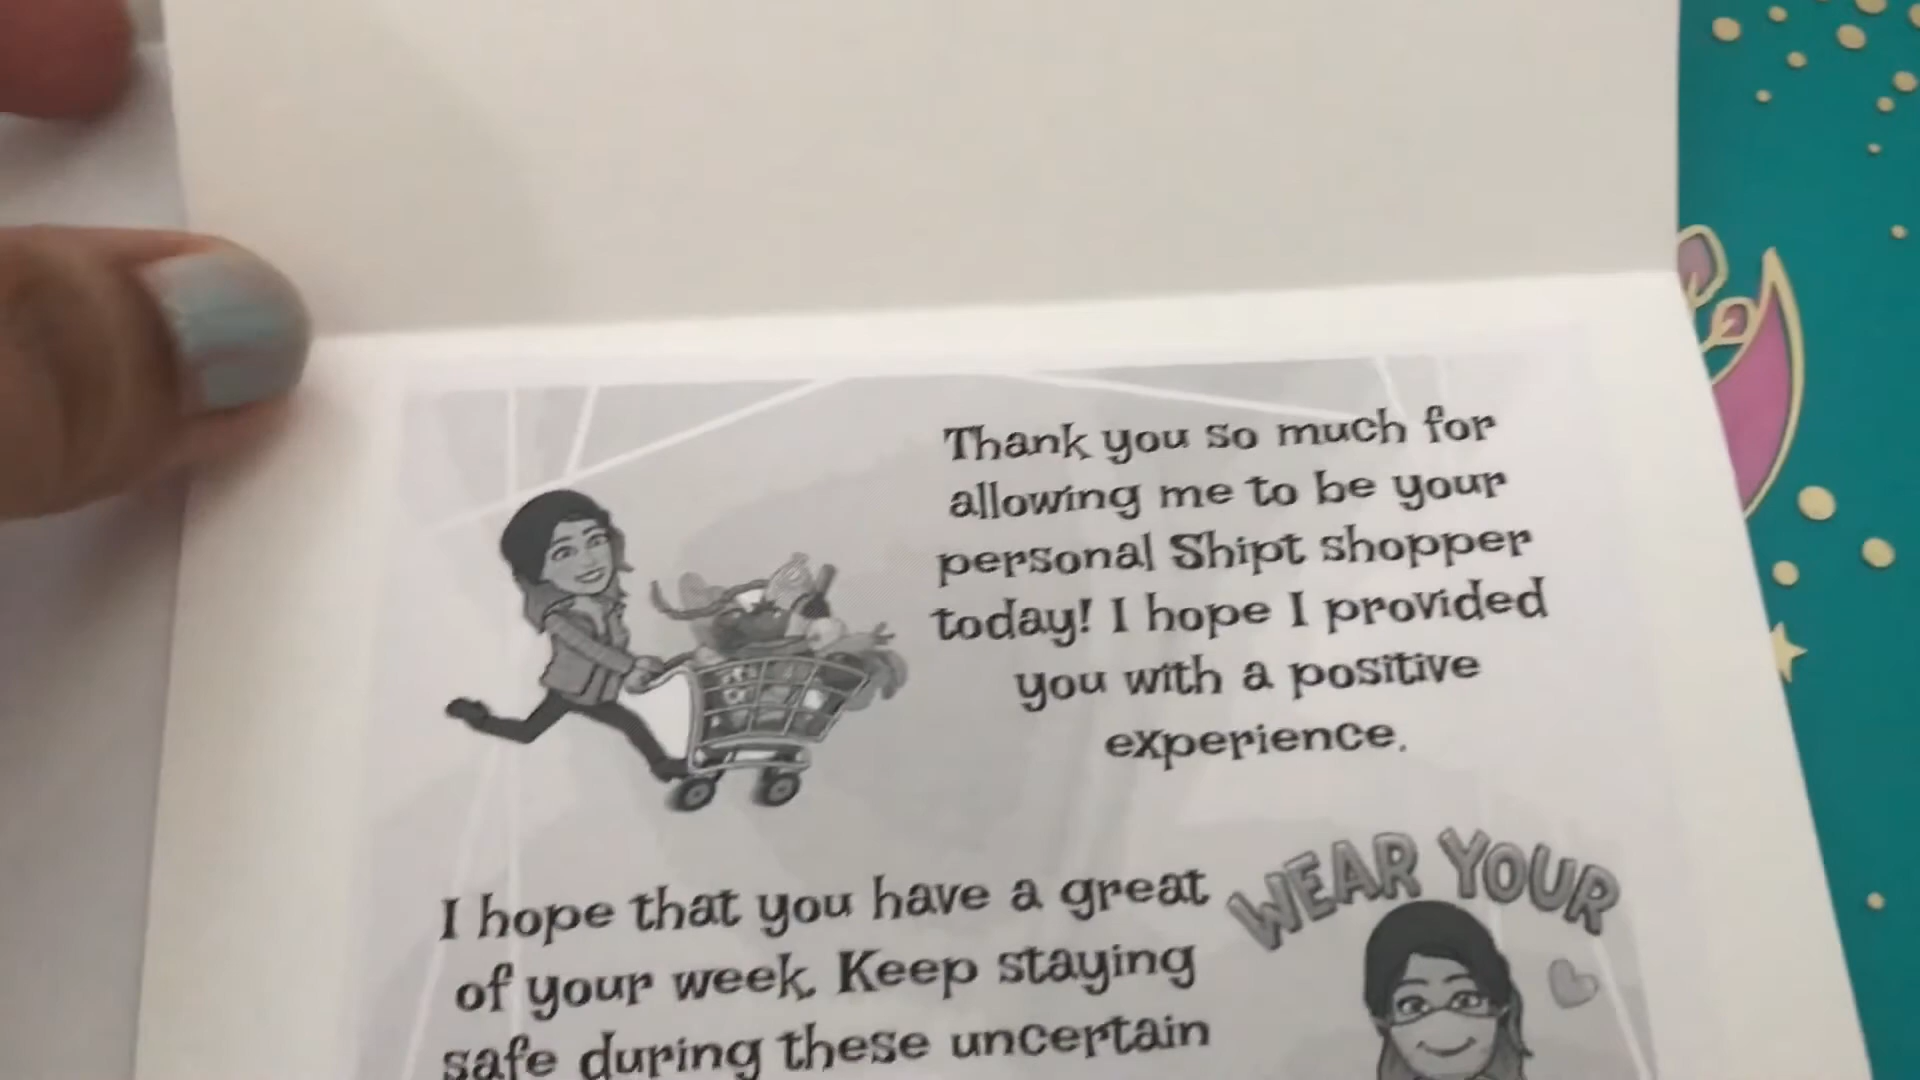 Thank you so much for
allowing me to be your
personal Shipt shopper
today! I hope I provided
you with a positive
experience.
I hope that you have a great
of your week. Keep staying
safe during these uncertain
WEAR YOUR